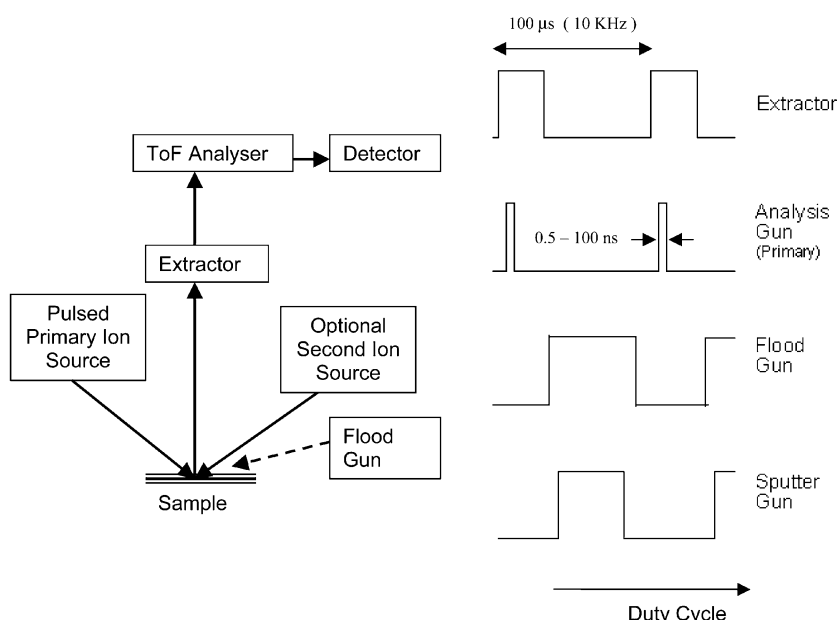 100 µs ( 10 KHz )
Extractor
ToF Analyser
Detector
Analysis
Gun
(Primary)
0.5 – 100 ns
Extractor
Pulsed
Primary Ion
Source
Optional
Second Ion
Source
Flood
Gun
Flood
Gun
Sample
Sputter
Gun
Duty Cycle